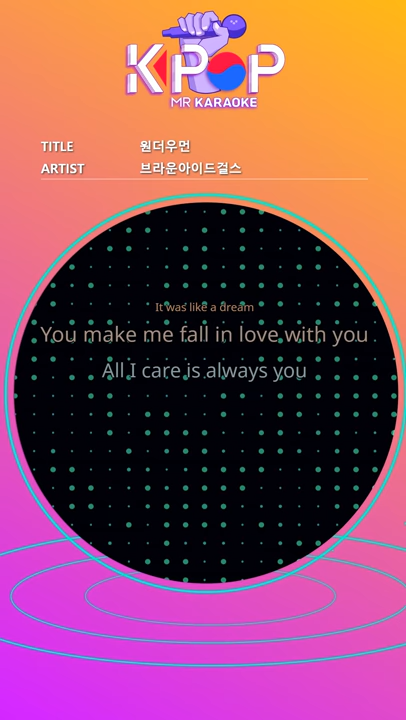 KPOP
MR KARAOKE
TITLE 원더우먼
ARTIST 브라운아이드걸스
It was like a dream
You make me fall in love with you
All I care is always you